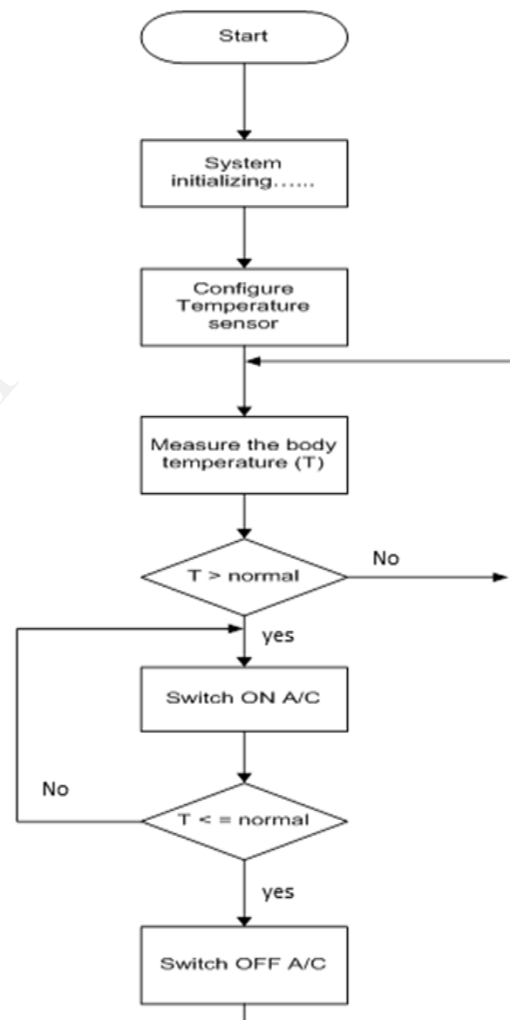 Start
System
initializing......
Configure
Temperature
sensor
Measure the body
temperature (T)
T > normal
No
yes
Switch ON A/C
No
T < = normal
yes
Switch OFF A/C